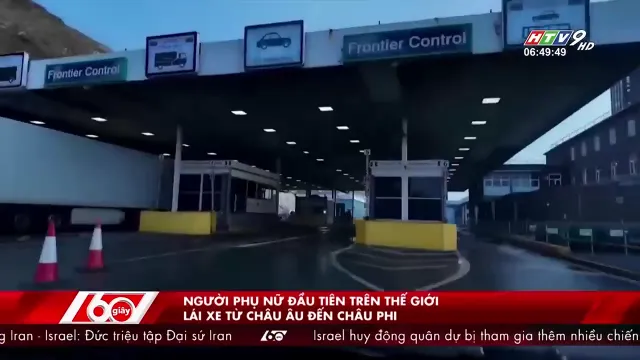 Frontier Control
Frontier Control
HTV9 HD
06:49:49
60 giây
NGƯỜI PHỤ NỮ ĐẦU TIÊN TRÊN THẾ GIỚI
LÁI XE TỪ CHÂU ÂU ĐẾN CHÂU PHI
g Iran - Israel: Đức triệu tập Đại sứ Iran 60 Israel huy động quân dự bị tham gia thêm nhiều chiến